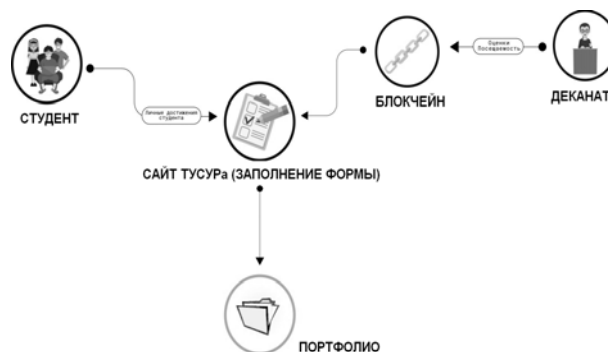 Оценки
посещаемость
БЛОКЧЕЙН
ДЕКАНАТ
СТУДЕНТ
Личные достижения
студента
САЙТ ТУСУРа (ЗАПОЛНЕНИЕ ФОРМЫ)
ПОРТФОЛИО